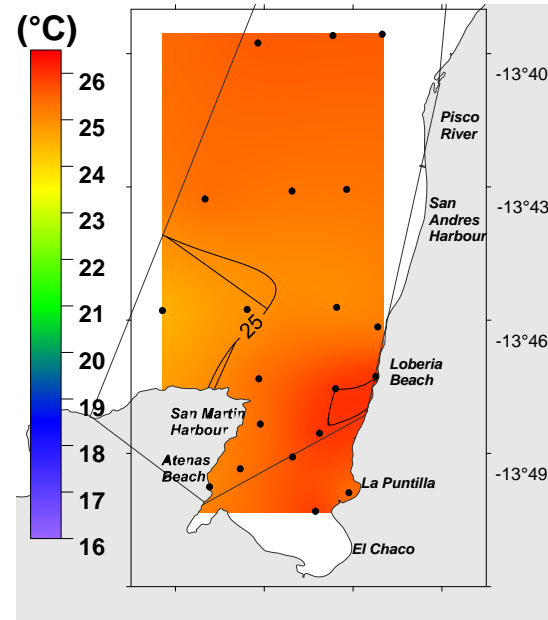 (°C)
26
25
24
23
22
21
20
19
18
17
16
-13°40
-13°43
-13°46
-13°49
Pisco
River
San
Andres
Harbour
25
Loberia
Beach
San Martin
Harbour
Atenas
Beach
La Puntilla
El Chaco